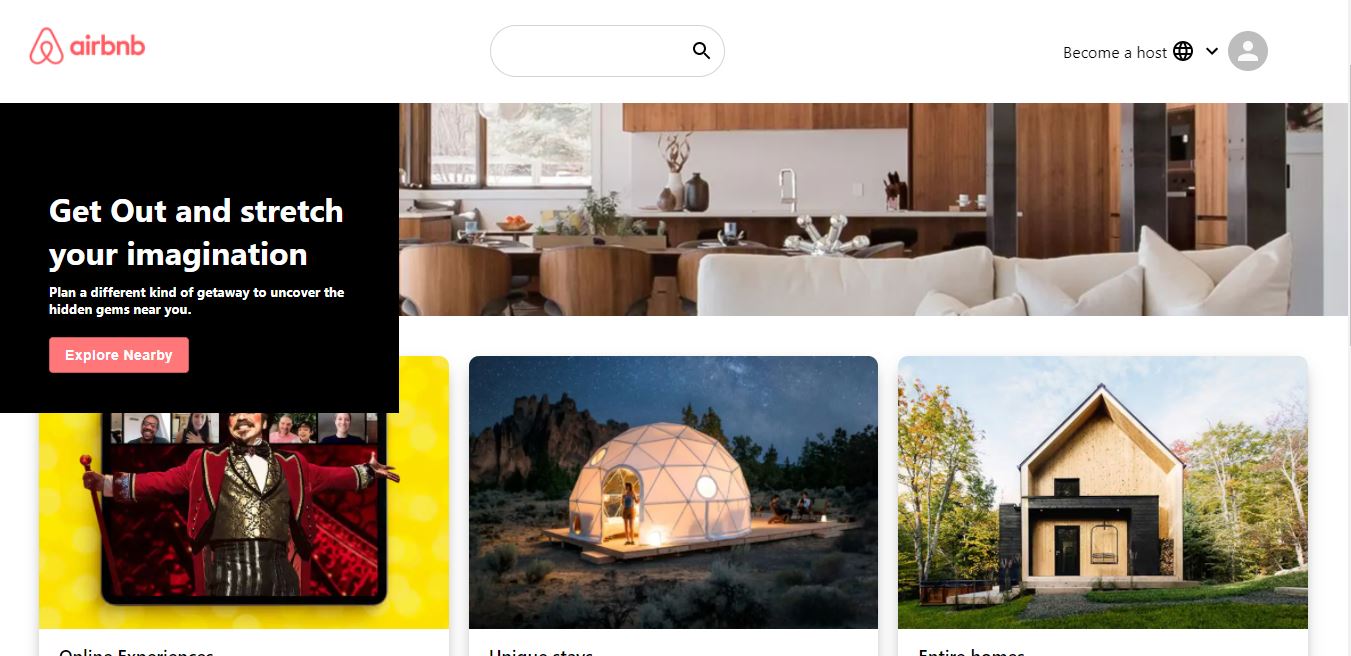 airbnb
Become a host
Get Out and stretch
your imagination
Plan a different kind of getaway to uncover the
hidden gems near you.
Explore Nearby
Online Experiences
Unique stays
Entire homes